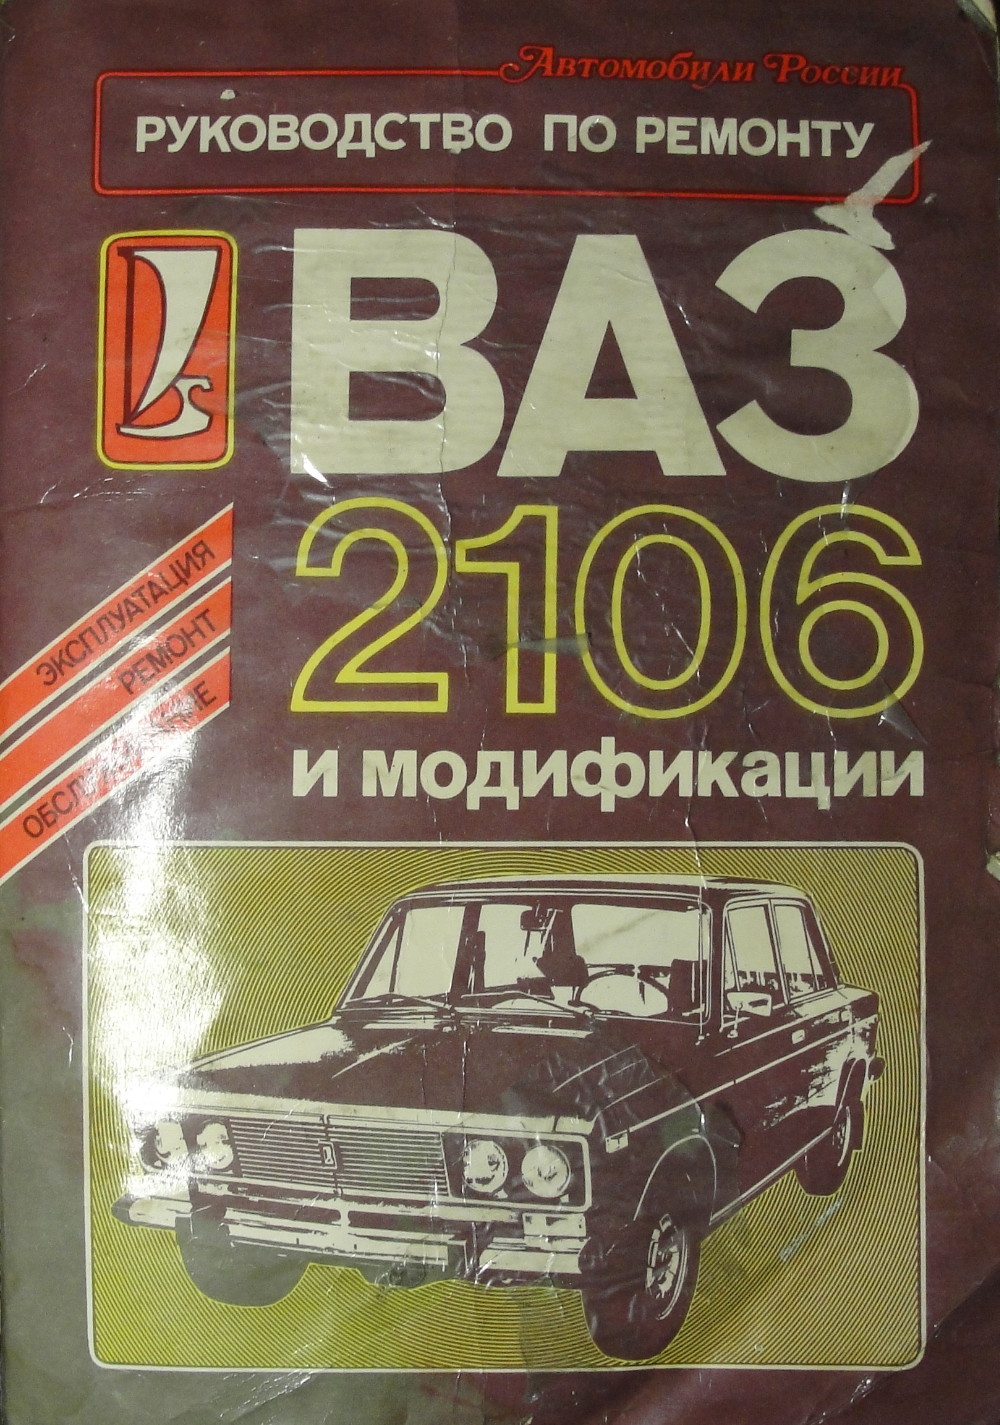 Автомобили России
РУКОВОДСТВО ПО РЕМОНТУ
ВАЗ
2106
и модификации
ЭКСПЛУАТАЦИЯ
РЕМОНТ